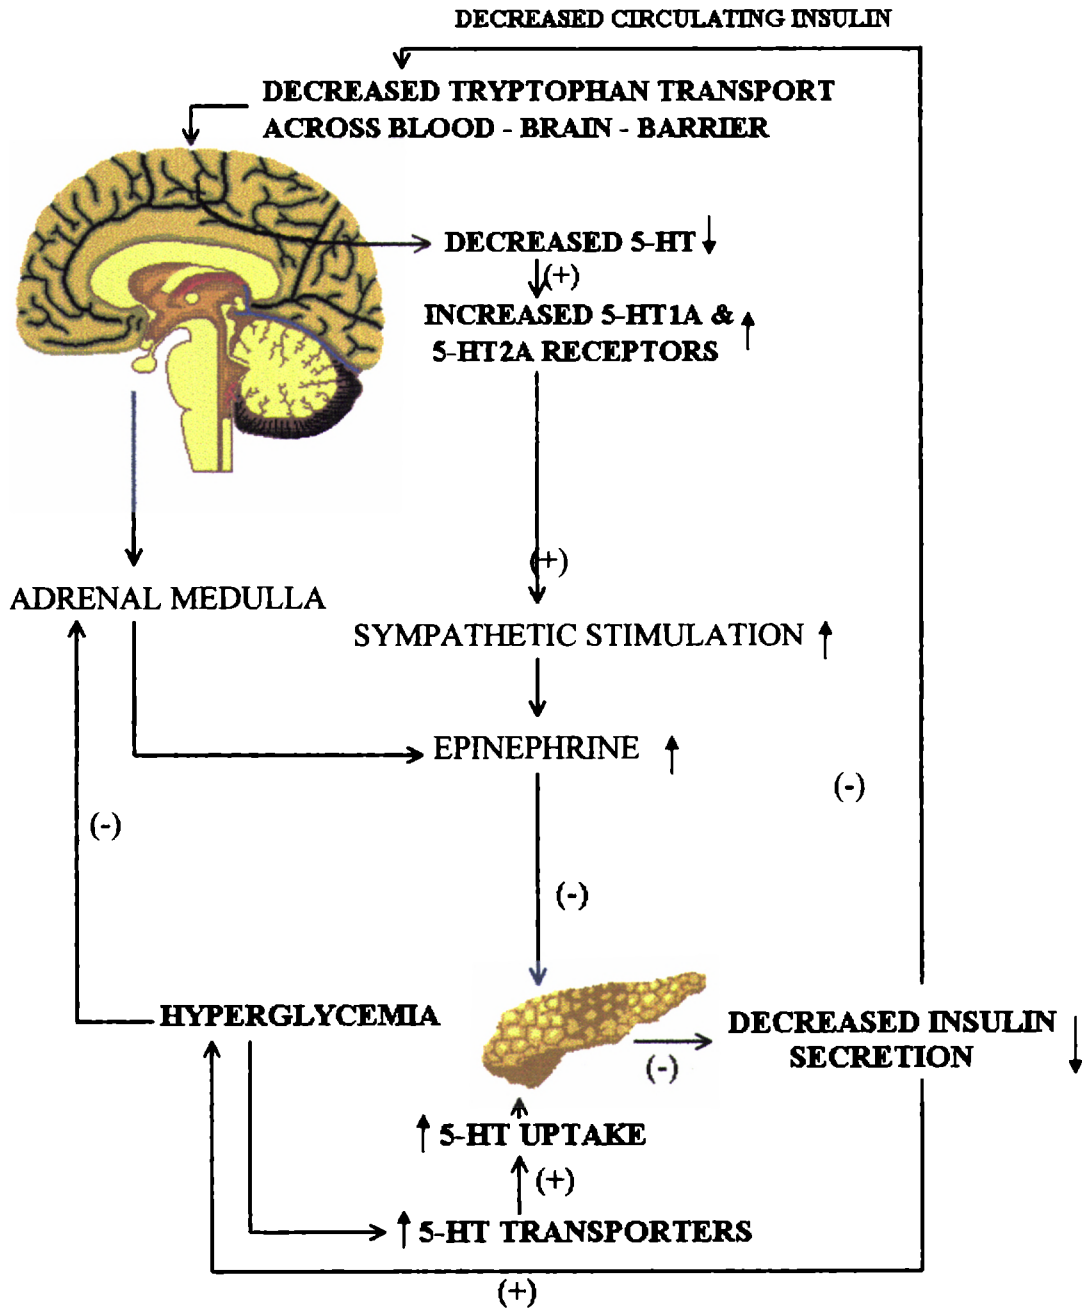 DECREASED CIRCULATING INSULIN
DECREASED TRYPTOPHAN TRANSPORT
ACROSS BLOOD - BRAIN - BARRIER
DECREASED 5-HT
(+)
INCREASED 5-HT1A &
5-HT2A RECEPTORS
(+)
ADRENAL MEDULLA
SYMPATHETIC STIMULATION
EPINEPHRINE
(-)
(-)
(-)
HYPERGLYCEMIA
DECREASED INSULIN
SECRETION
(-)
5-HT UPTAKE
(+)
5-HT TRANSPORTERS
(+)